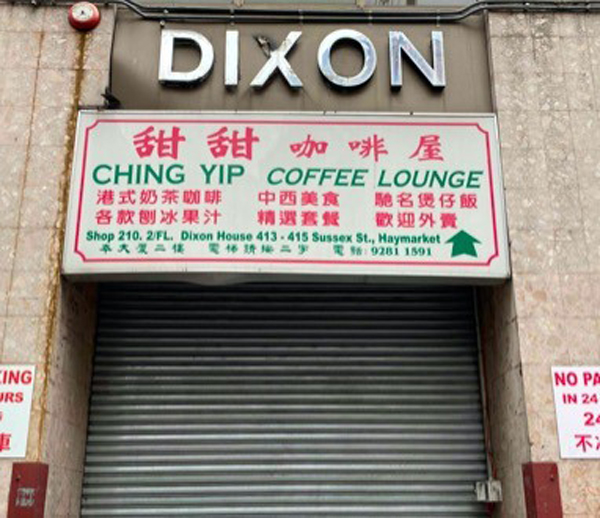 DIXON
甜甜 咖啡屋
CHING YIP COFFEE LOUNGE
港式奶茶咖啡 中西美食 馳名煲仔飯
各款刨冰果汁 精選套餐 歡迎外賣
Shop 210. 2/FL. Dixon House 413 - 415 Sussex St., Haymarket
本大廈二樓 電梯請按二字 電話: 9281 1591
KING
URS
車
NO PA
IN 24
24
不